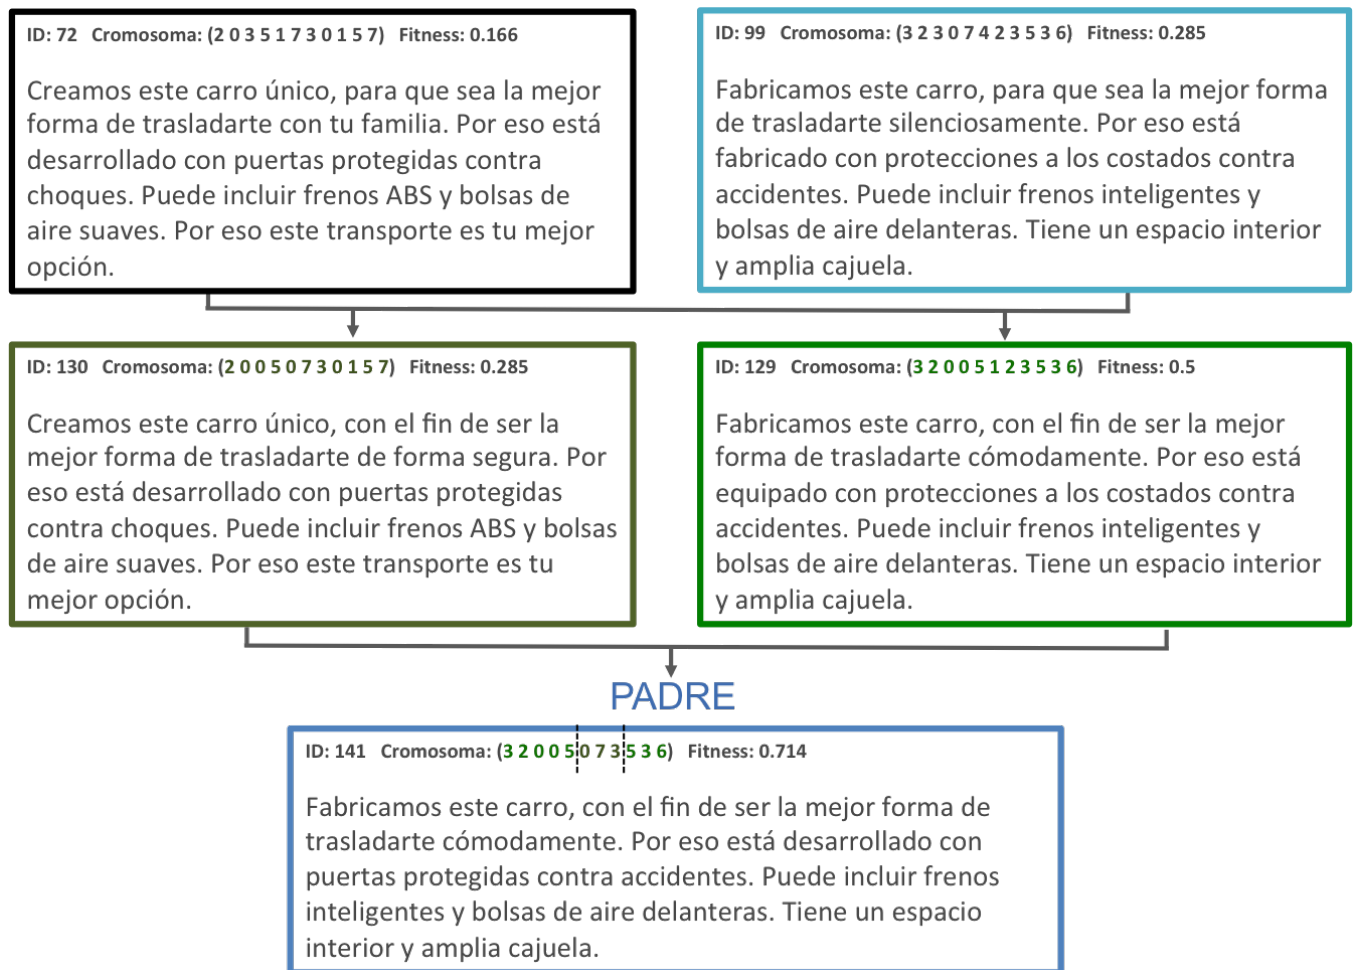 ID: 72 Cromosoma: (2 0 3 5 1 7 3 0 1 5 7) Fitness: 0.166
Creamos este carro único, para que sea la mejor
forma de trasladarte con tu familia. Por eso está
desarrollado con puertas protegidas contra
choques. Puede incluir frenos ABS y bolsas de
aire suaves. Por eso este transporte es tu mejor
opción.
ID: 99 Cromosoma: (3 2 3 0 7 4 2 3 5 3 6) Fitness: 0.285
Fabricamos este carro, para que sea la mejor forma
de trasladarte silenciosamente. Por eso está
fabricado con protecciones a los costados contra
accidentes. Puede incluir frenos inteligentes y
bolsas de aire delanteras. Tiene un espacio interior
y amplia cajuela.
ID: 130 Cromosoma: (2 0 0 5 0 7 3 0 1 5 7) Fitness: 0.285
Creamos este carro único, con el fin de ser la
mejor forma de trasladarte de forma segura. Por
eso está desarrollado con puertas protegidas
contra choques. Puede incluir frenos ABS y bolsas
de aire suaves. Por eso este transporte es tu
mejor opción.
ID: 129 Cromosoma: (3 2 0 0 5 1 2 3 5 3 6) Fitness: 0.5
Fabricamos este carro, con el fin de ser la mejor
forma de trasladarte cómodamente. Por eso está
equipado con protecciones a los costados contra
accidentes. Puede incluir frenos inteligentes y
bolsas de aire delanteras. Tiene un espacio interior
y amplia cajuela.
PADRE
ID: 141 Cromosoma: (3 2 0 0 5 0 7 3 5 3 6) Fitness: 0.714
Fabricamos este carro, con el fin de ser la mejor forma de
trasladarte cómodamente. Por eso está desarrollado con
puertas protegidas contra accidentes. Puede incluir frenos
inteligentes y bolsas de aire delanteras. Tiene un espacio
interior y amplia cajuela.